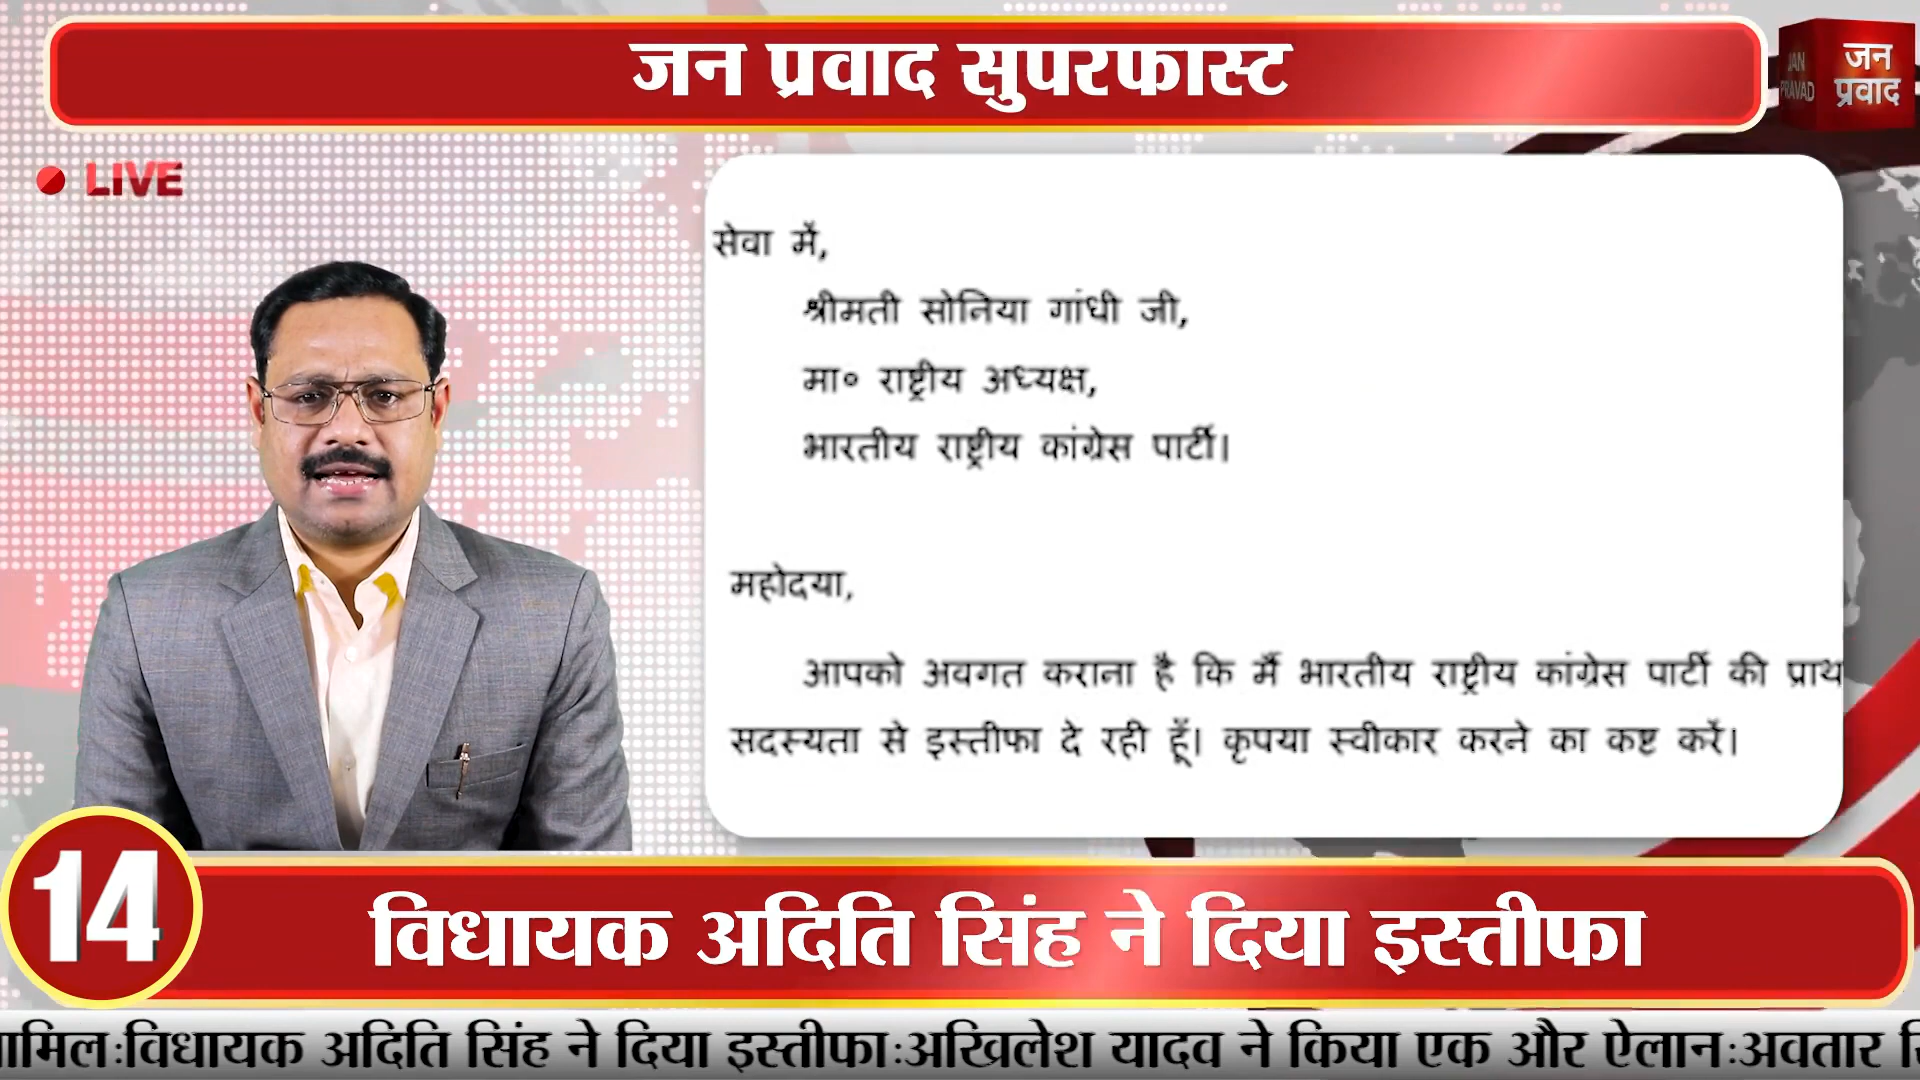 जन प्रवाद सुपरफास्ट
JAN
PRAVAD
जन
प्रवाद
LIVE
सेवा में,
श्रीमती सोनिया गांधी जी,
मा० राष्ट्रीय अध्यक्ष,
भारतीय राष्ट्रीय कांग्रेस पार्टी।
महोदया,
आपको अवगत कराना है कि मैं भारतीय राष्ट्रीय कांग्रेस पार्टी की प्राथ
सदस्यता से इस्तीफा दे रही हूँ। कृपया स्वीकार करने का कष्ट करें।
14
विधायक अदिति सिंह ने दिया इस्तीफा
ामिल:विधायक अदिति सिंह ने दिया इस्तीफा:अखिलेश यादव ने किया एक और ऐलान:अवतार